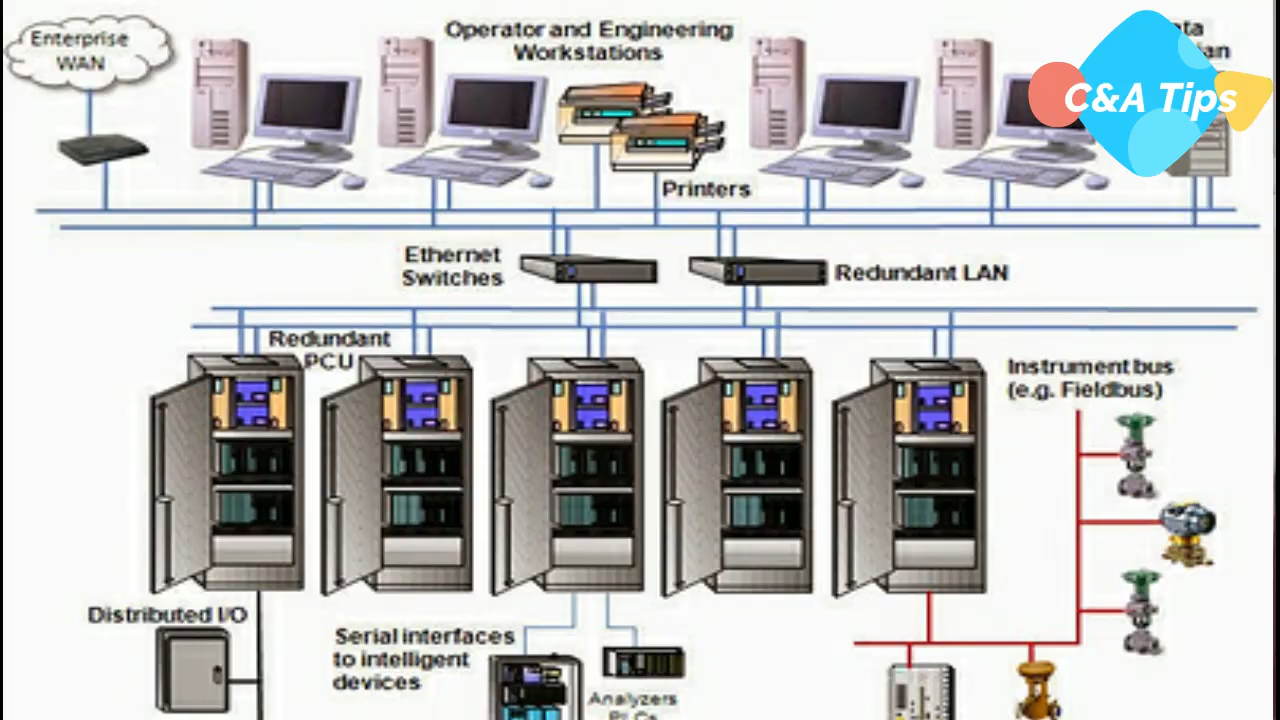 Enterprise
WAN
Operator and Engineering
Workstations
C&A Tips
Printers
Ethernet
Switches
Redundant LAN
Redundant
PCU
Instrument bus
(e.g. Fieldbus)
Distributed I/O
Serial interfaces
to intelligent
devices
Analyzers
PLCs